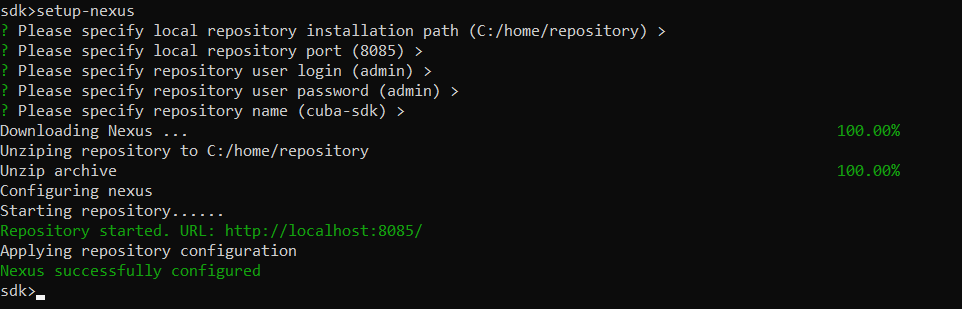 sdk>setup-nexus
? Please specify local repository installation path (C:/home/repository) >
? Please specify local repository port (8085) >
? Please specify repository user login (admin) >
? Please specify repository user password (admin) >
? Please specify repository name (cuba-sdk) >
Downloading Nexus ... 100.00%
Unziping repository to C:/home/repository
Unzip archive 100.00%
Configuring nexus
Starting repository......
Repository started. URL: http://localhost:8085/
Applying repository configuration
Nexus successfully configured
sdk>